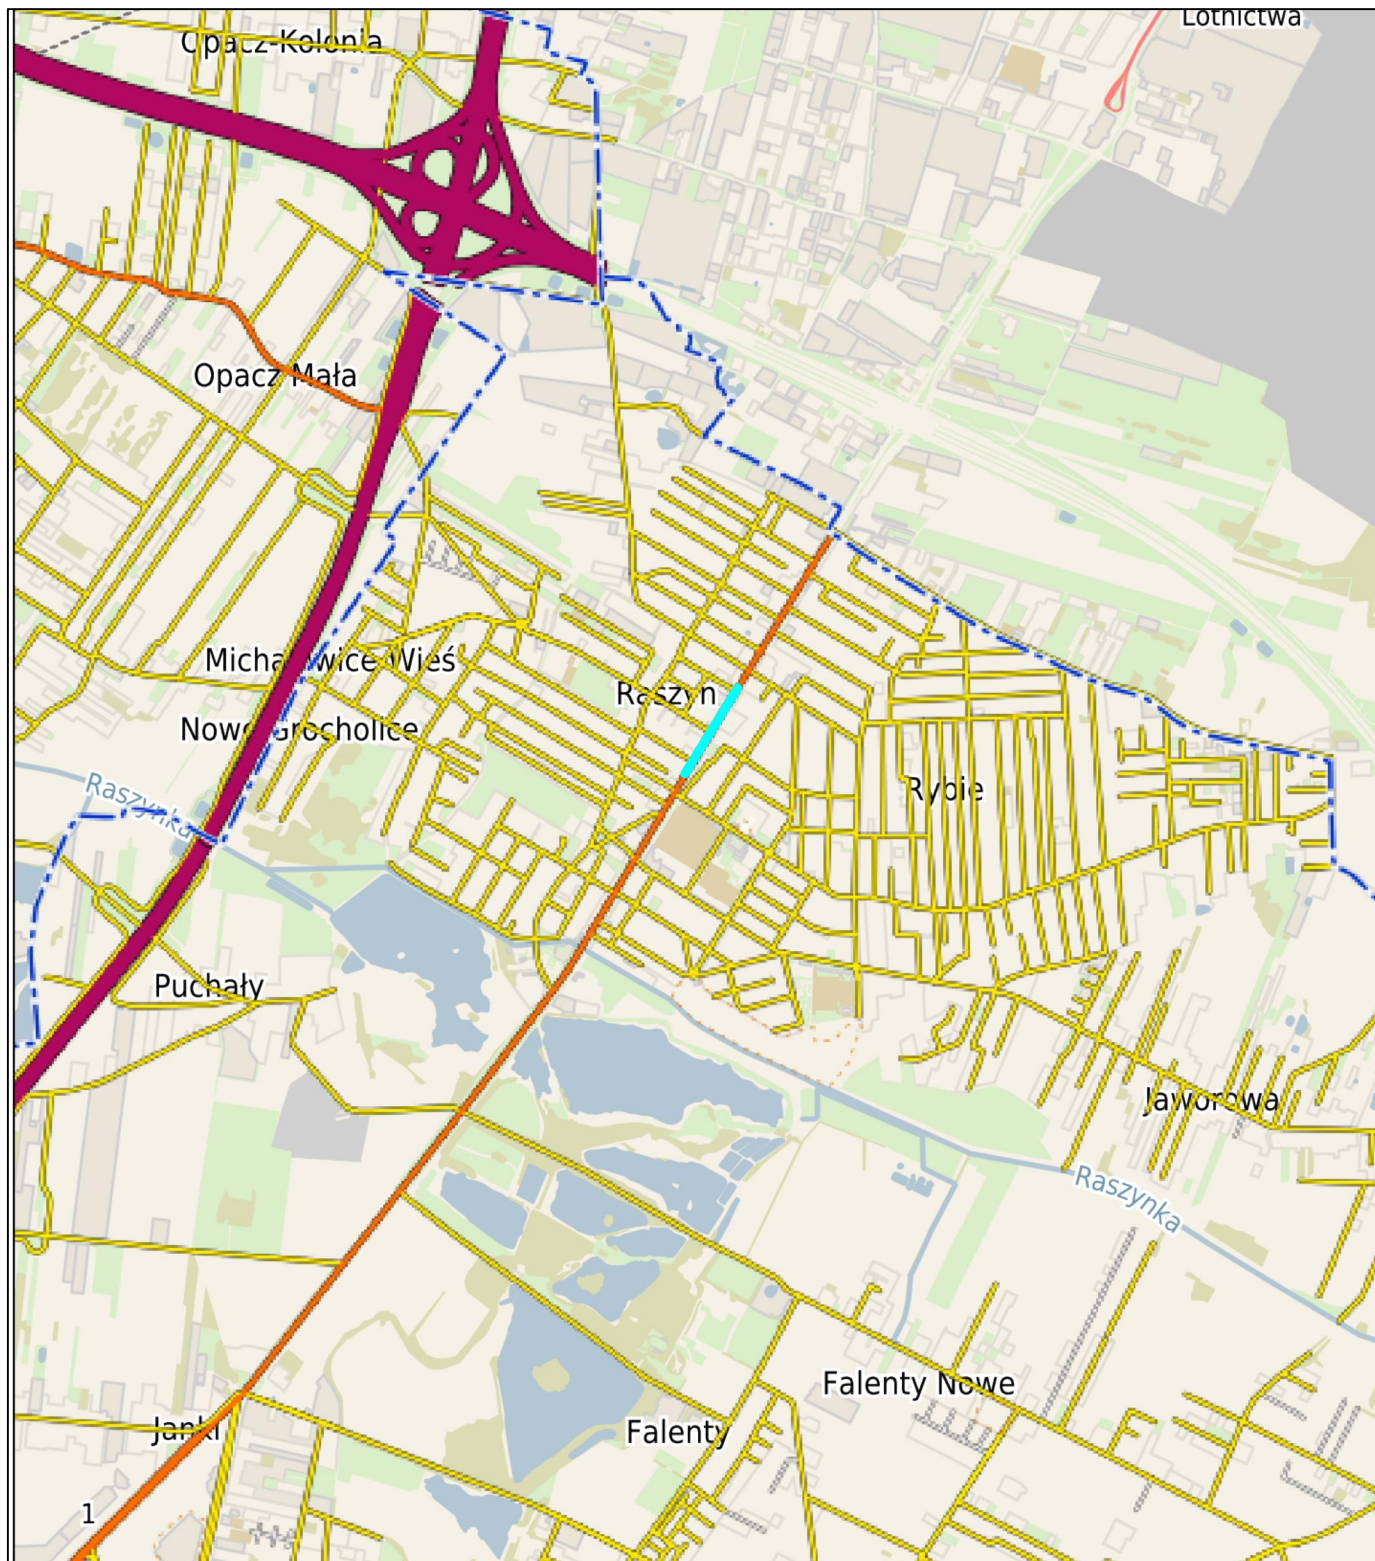 Lotnictwa
Opacz-Kolonia
Opacz Mała
Michałowice-Wieś
Raszyn
Nowe Grocholice
Raszynka
Rybie
Puchały
Jaworowa
Raszynka
Falenty Nowe
Janki
Falenty
1